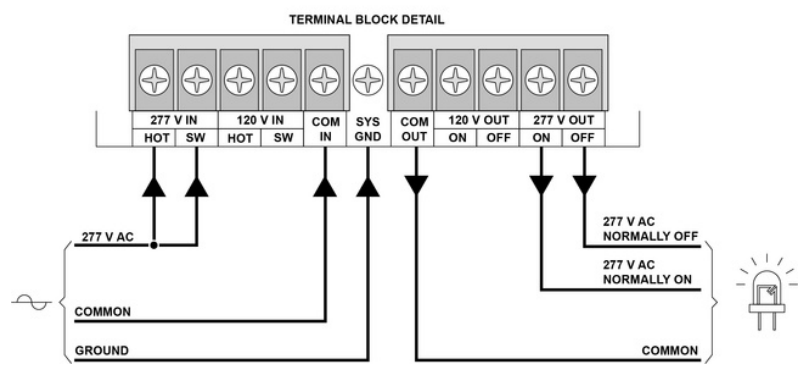 TERMINAL BLOCK DETAIL
277 V IN 120 V IN COM IN SYS GND COM OUT 120 V OUT 277 V OUT
HOT SW HOT SW ON OFF ON OFF
277 V AC
277 V AC
NORMALLY OFF
277 V AC
NORMALLY ON
COMMON
GROUND
COMMON